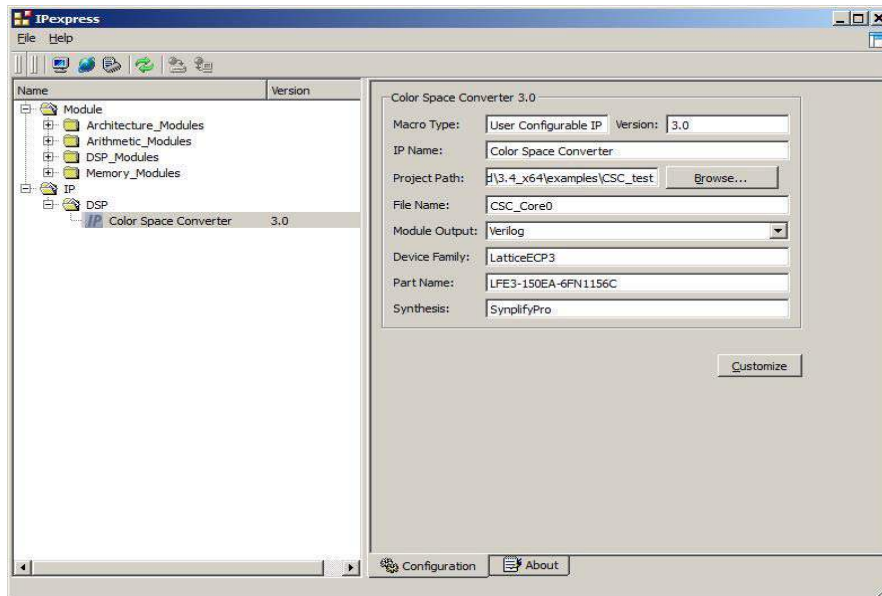 IPexpress
File Help
Name Version
Module
Architecture_Modules
Arithmetic_Modules
DSP_Modules
Memory_Modules
IP
DSP
IP Color Space Converter 3.0
Color Space Converter 3.0
Macro Type: User Configurable IP Version: 3.0
IP Name: Color Space Converter
Project Path: d\3.4_x64\examples\CSC_test Browse...
File Name: CSC_Core0
Module Output: Verilog
Device Family: LatticeECP3
Part Name: LFE3-150EA-6FN1156C
Synthesis: SynplifyPro
Customize
Configuration About